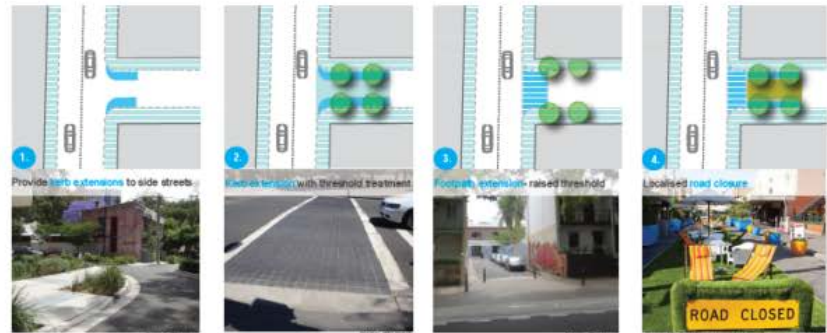 1.
Provide kerb extensions to side streets
2.
Kerb extension with threshold treatment
3.
Footpath extension- raised threshold
4.
Localised road closure
ROAD CLOSED